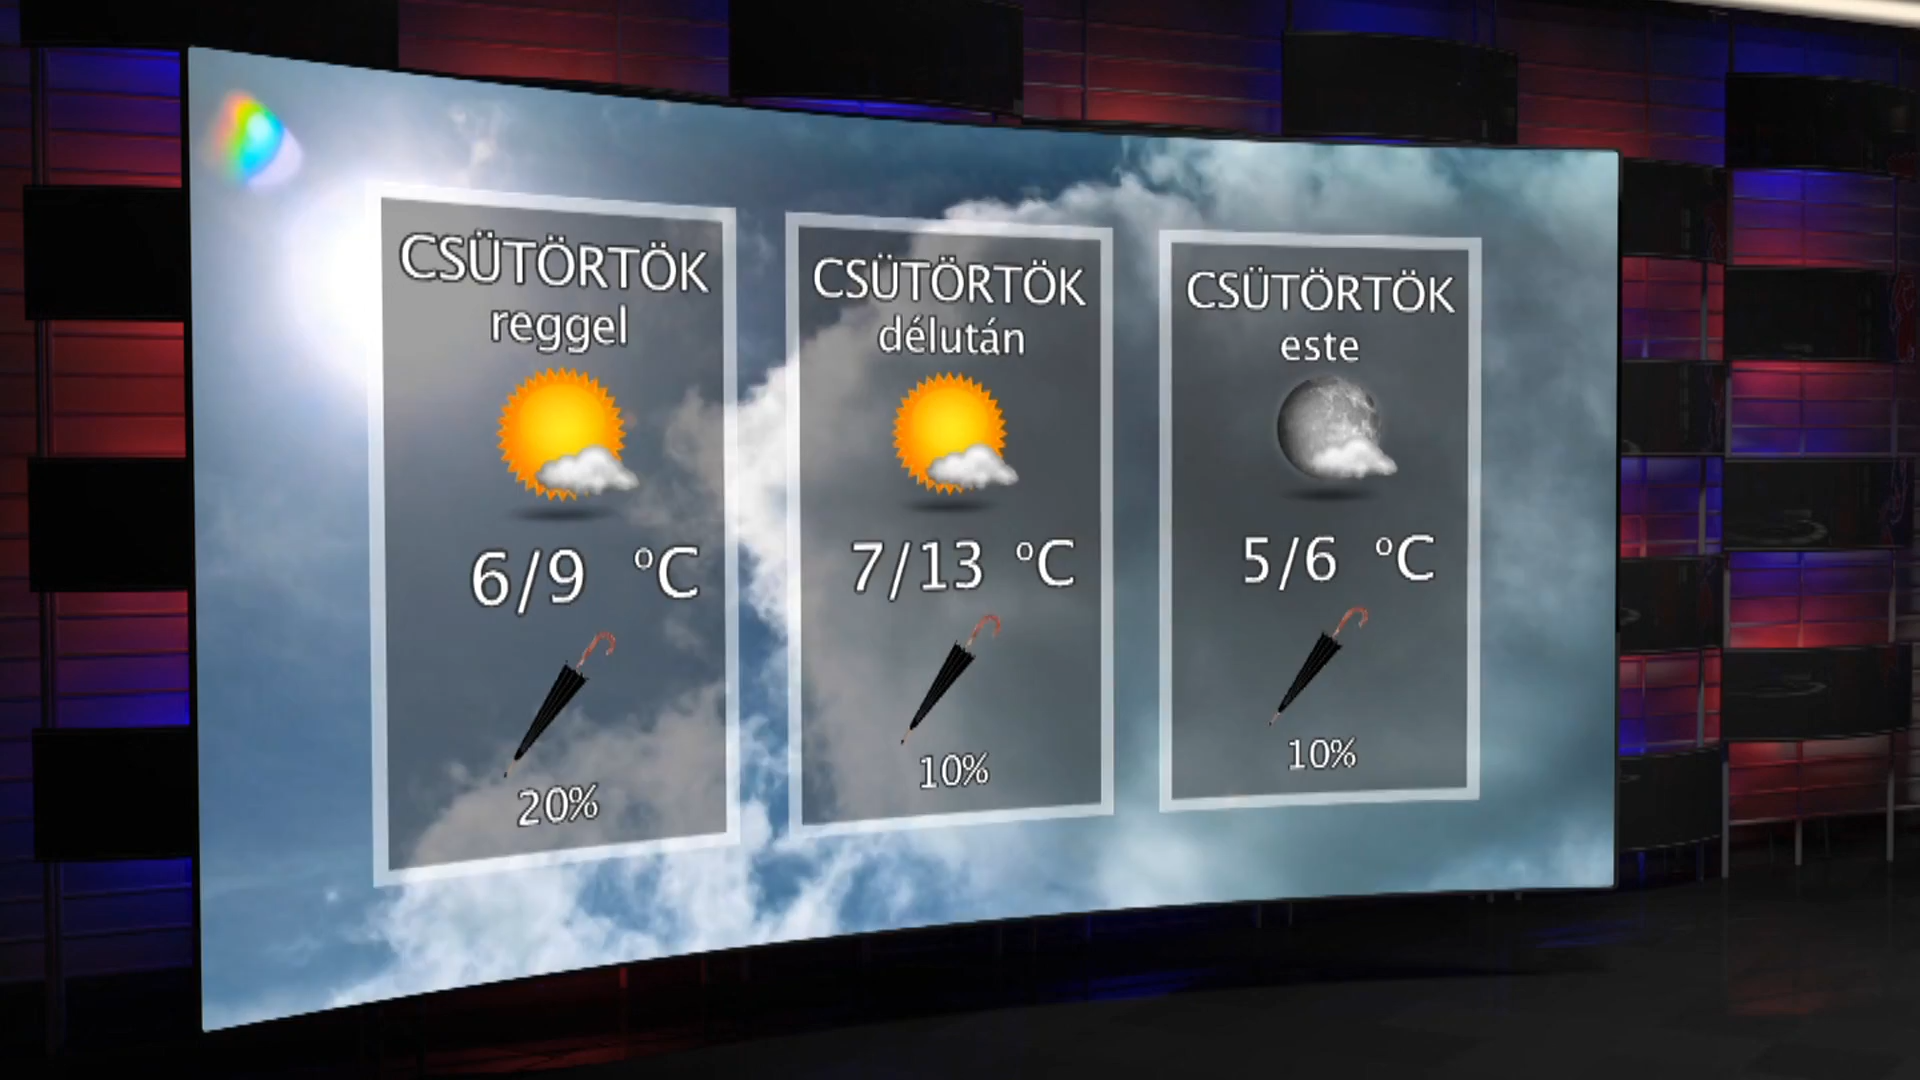 CSÜTÖRTÖK
reggel
6/9 °C
20%
CSÜTÖRTÖK
délután
7/13 °C
10%
CSÜTÖRTÖK
este
5/6 °C
10%